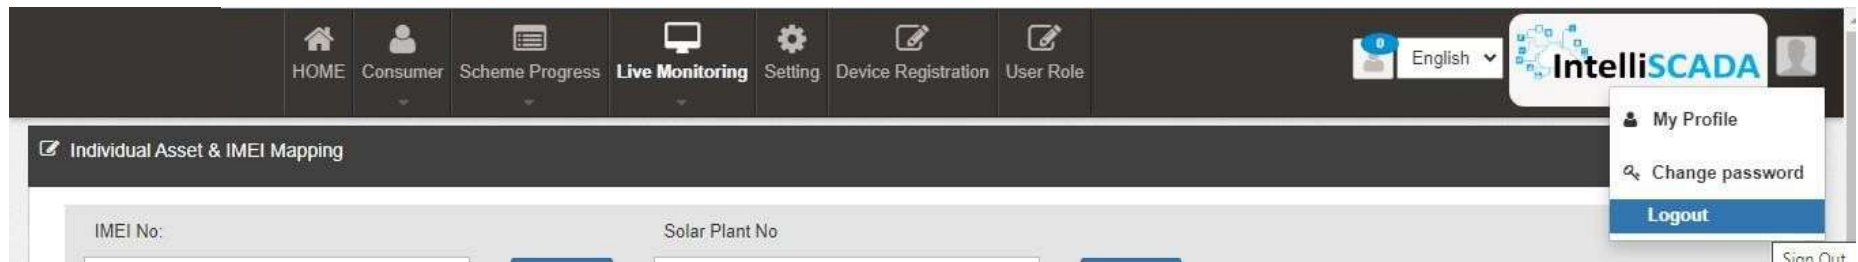 HOME Consumer Scheme Progress Live Monitoring Setting Device Registration User Role
0
English
IntelliSCADA
My Profile
Individual Asset & IMEI Mapping
Change password
Logout
IMEI No: Solar Plant No
Sign Out